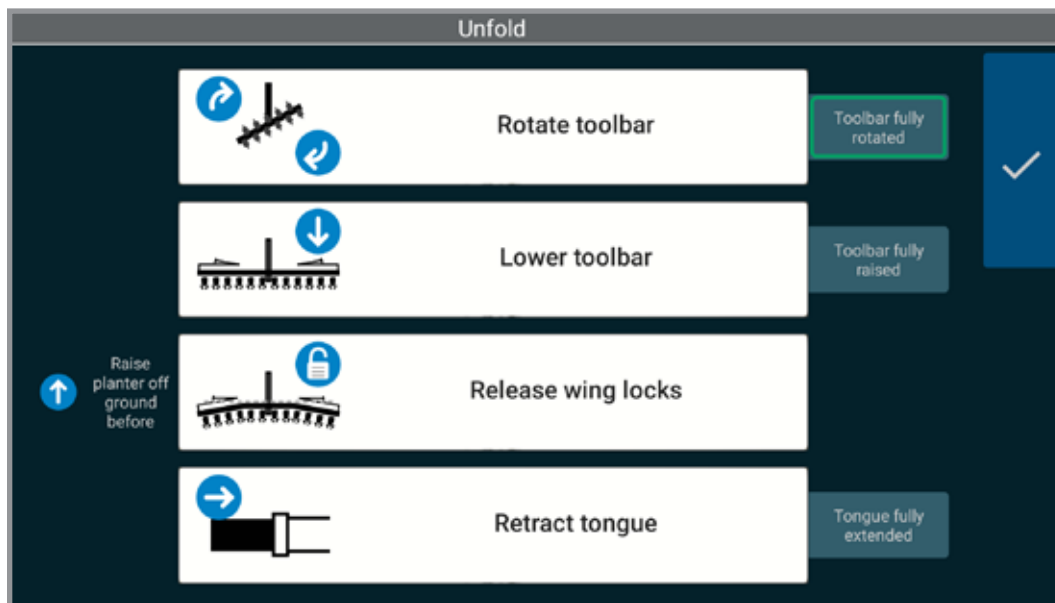 Unfold
Rotate toolbar
Toolbar fully
rotated
Lower toolbar
Toolbar fully
raised
Raise
planter off
ground
before
Release wing locks
Retract tongue
Tongue fully
extended